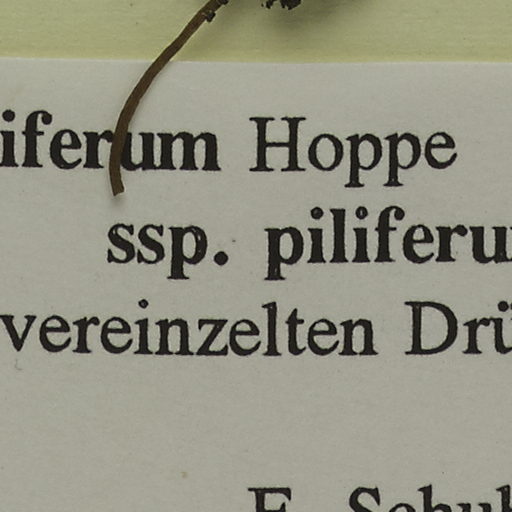 iferum Hoppe
ssp. piliferu
vereinzelten Drü